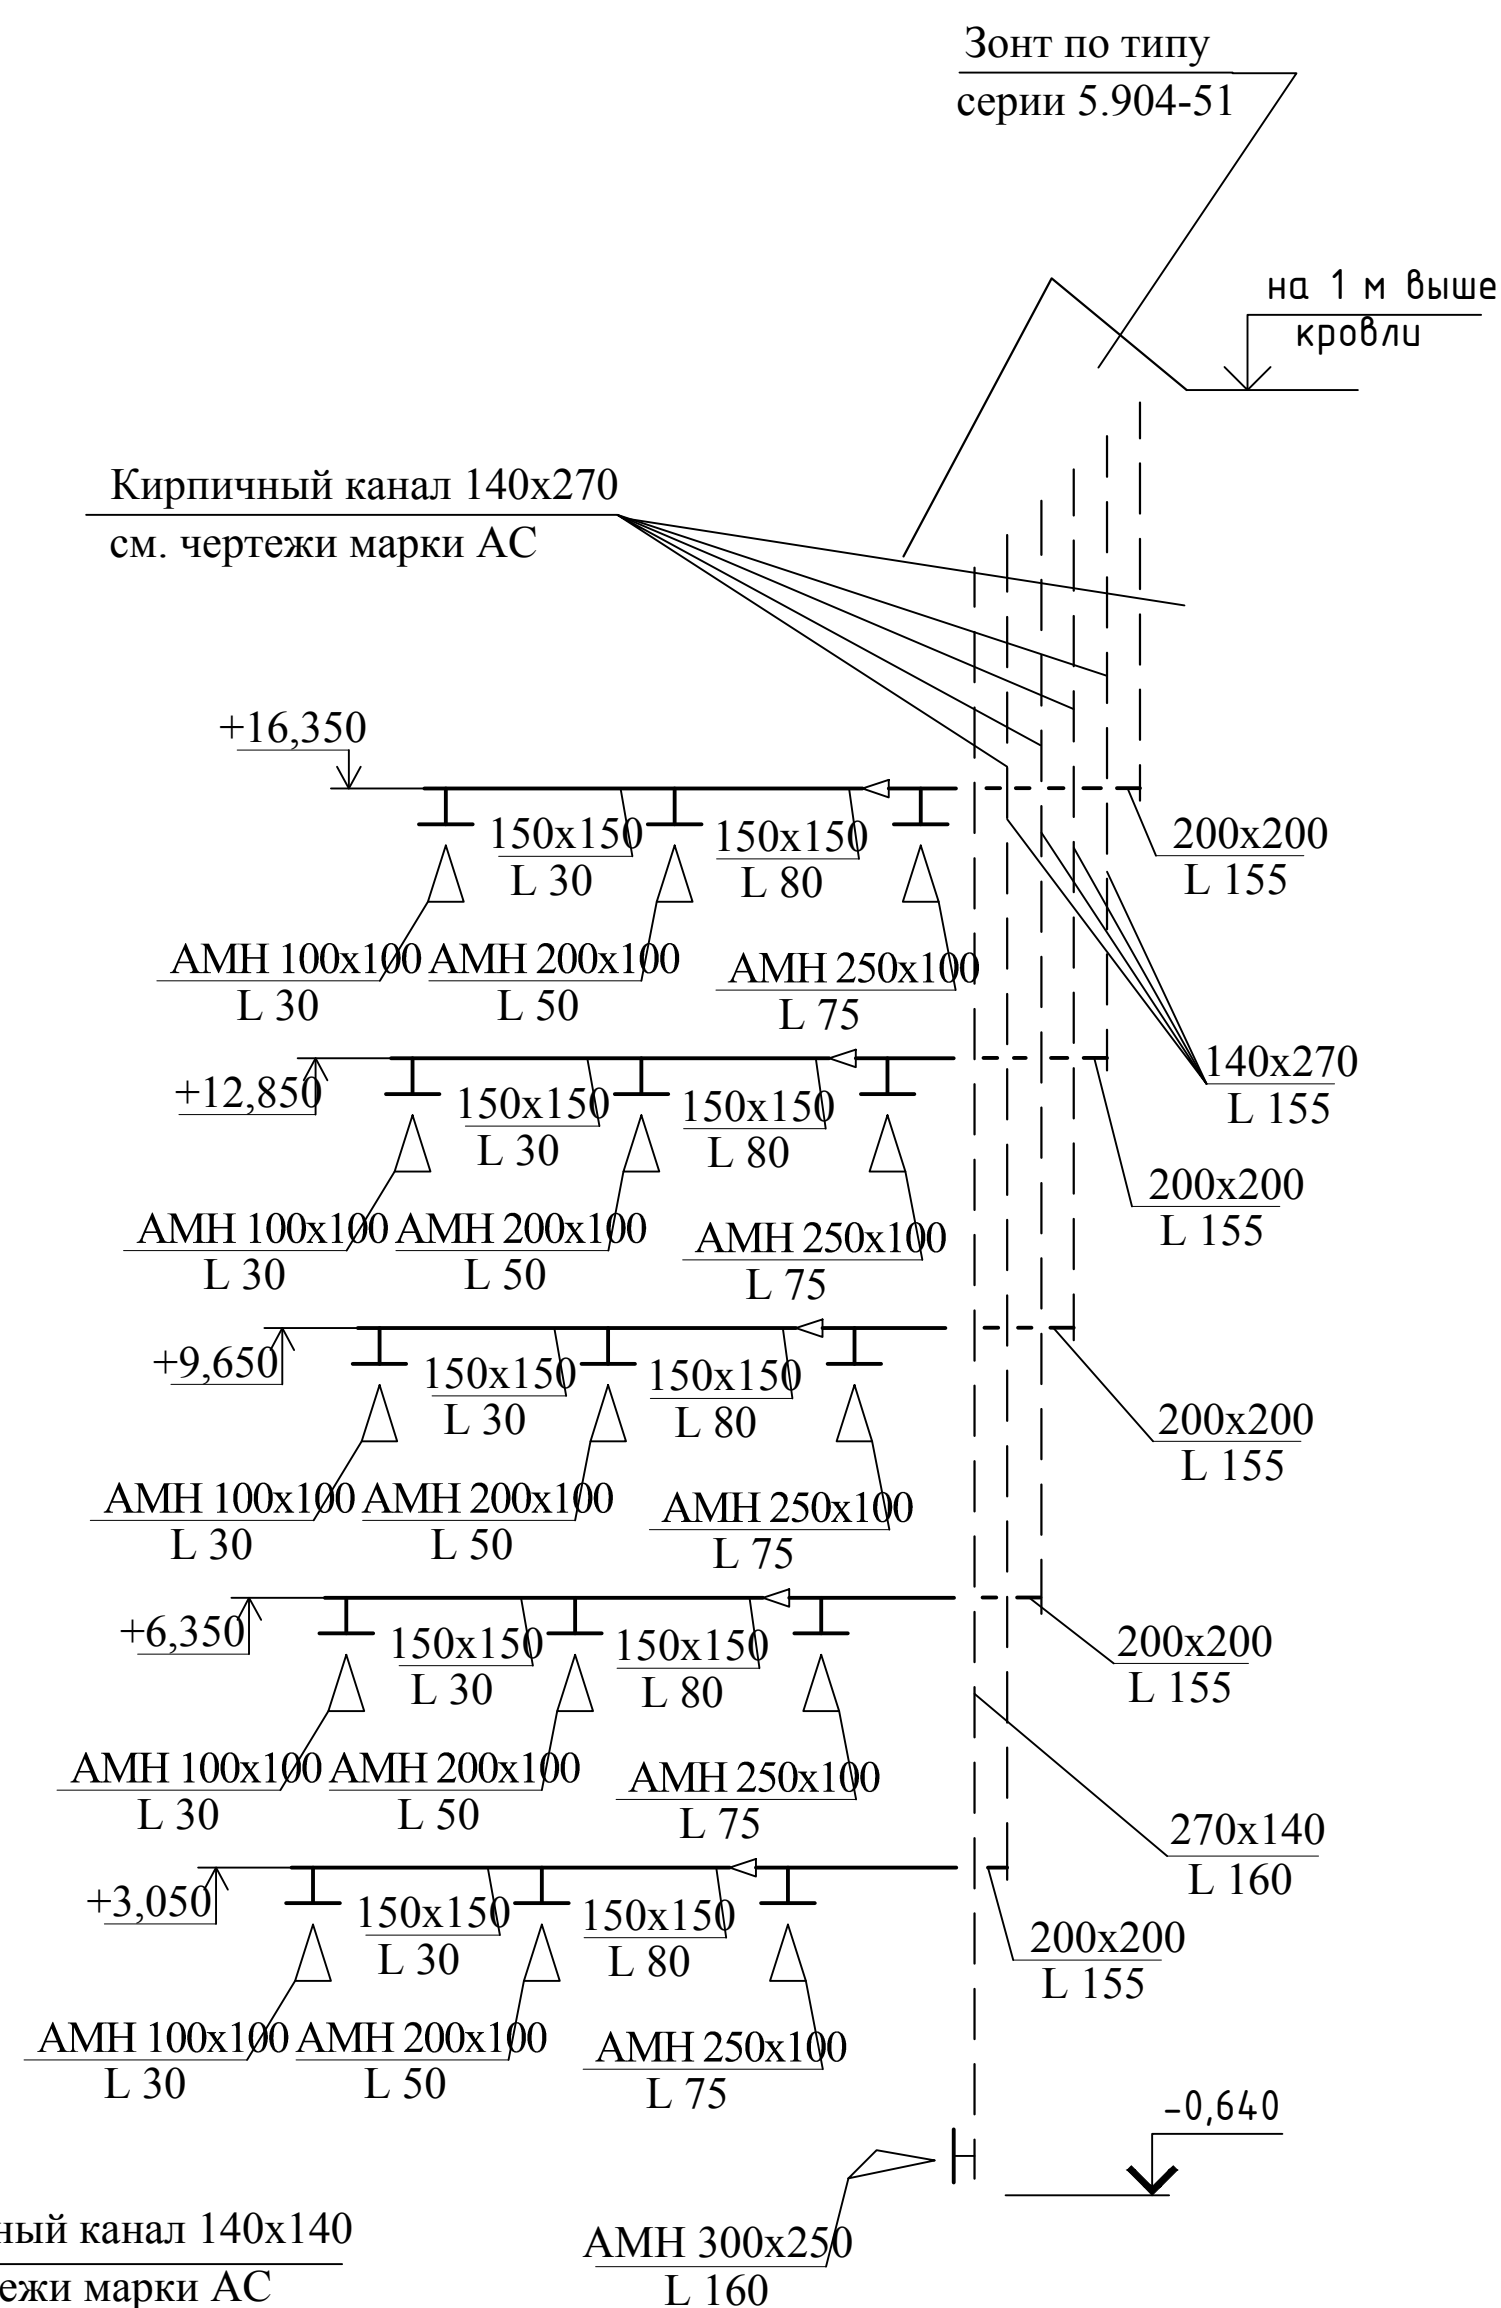 Зонт по типу
серии 5.904-51
на 1 м выше
кровли
Кирпичный канал 140х270
см. чертежи марки АС
+16,350
150х150
L 30
150х150
L 80
200х200
L 155
АМН 100х100
L 30
АМН 200х100
L 50
АМН 250х100
L 75
140х270
L 155
+12,850
150х150
L 30
150х150
L 80
200х200
L 155
АМН 100х100
L 30
АМН 200х100
L 50
АМН 250х100
L 75
+9,650
150х150
L 30
150х150
L 80
200х200
L 155
АМН 100х100
L 30
АМН 200х100
L 50
АМН 250х100
L 75
+6,350
150х150
L 30
150х150
L 80
200х200
L 155
АМН 100х100
L 30
АМН 200х100
L 50
АМН 250х100
L 75
270х140
L 160
+3,050
150х150
L 30
150х150
L 80
200х200
L 155
АМН 100х100
L 30
АМН 200х100
L 50
АМН 250х100
L 75
-0,640
АМН 300х250
L 160
ный канал 140х140
ежи марки АС